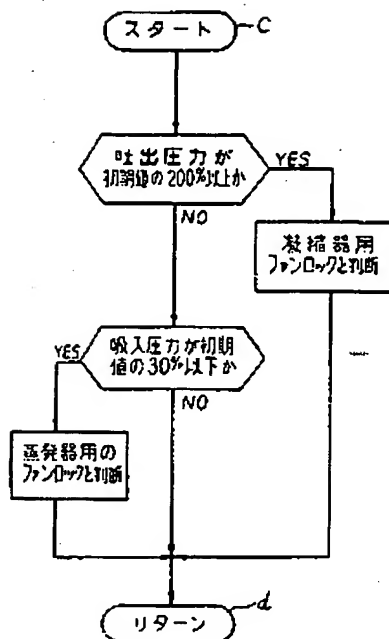 スタート
C
吐出圧力が
初期値の200%以上か
YES
NO
凝縮器用
ファンロックと判断
吸入圧力が初期
値の30%以下か
YES
NO
蒸発器用の
ファンロックと判断
リターン
d